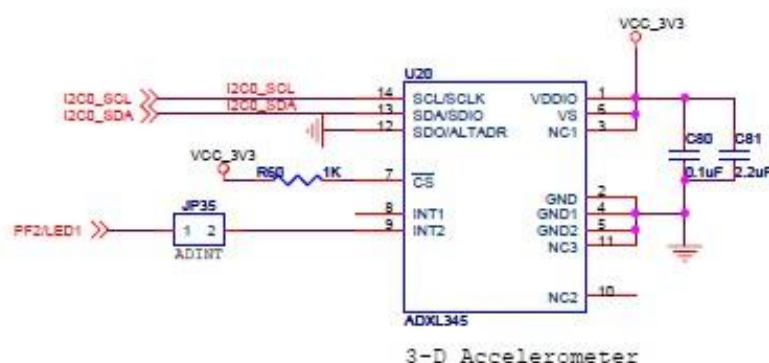 VCC_3V3
U20
I2C0_SCL I2C0_SCL 14 SCL/SCLK VDDIO 1
I2C0_SDA I2C0_SDA 13 SDA/SDIO VS 6
12 SDO/ALTADR NC1 3
C80 C81
VCC_3V3 R60 1K 7 CS
0.1uF 2.2uF
JP35
GND 2
8 INT1 GND1 4
PF2/LED1 1 2 9 INT2 GND2 5
ADINT NC3 11
NC2 10
ADXL345
3-D Accelerometer